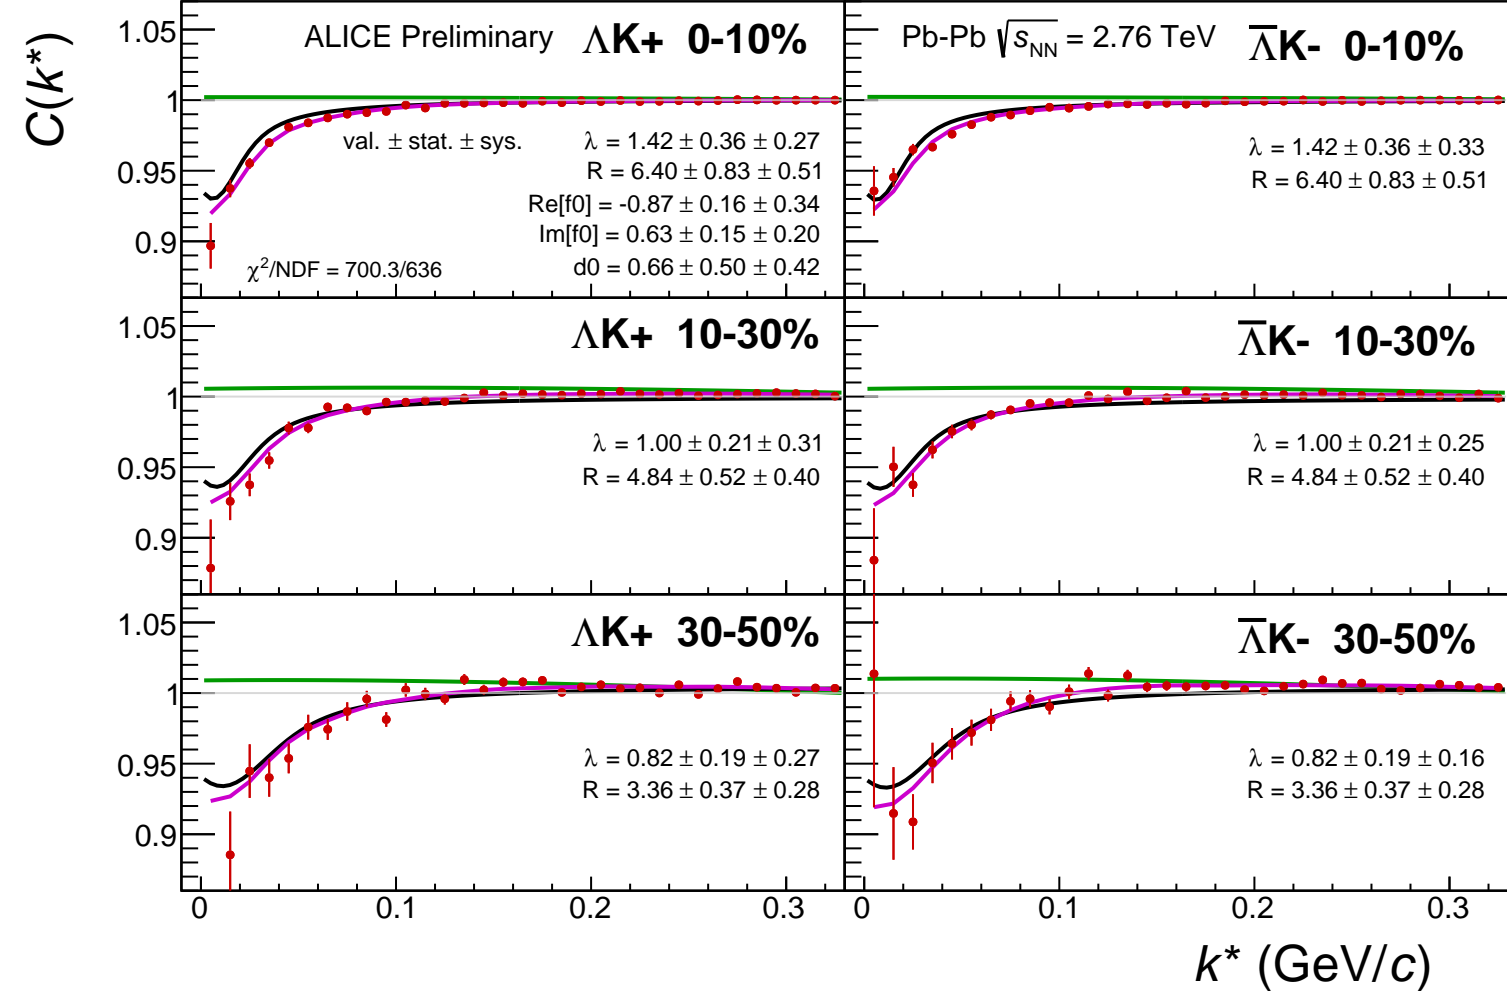 C(k*)
ALICE Preliminary ΛK+ 0-10%
val. ± stat. ± sys.
λ = 1.42 ± 0.36 ± 0.27
R = 6.40 ± 0.83 ± 0.51
Re[f0] = -0.87 ± 0.16 ± 0.34
Im[f0] = 0.63 ± 0.15 ± 0.20
χ²/NDF = 700.3/636
d0 = 0.66 ± 0.50 ± 0.42
1.05
1
0.95
0.9
Pb-Pb √s_NN = 2.76 TeV Λ̅K- 0-10%
λ = 1.42 ± 0.36 ± 0.33
R = 6.40 ± 0.83 ± 0.51
ΛK+ 10-30%
λ = 1.00 ± 0.21 ± 0.31
R = 4.84 ± 0.52 ± 0.40
1.05
1
0.95
0.9
Λ̅K- 10-30%
λ = 1.00 ± 0.21 ± 0.25
R = 4.84 ± 0.52 ± 0.40
ΛK+ 30-50%
λ = 0.82 ± 0.19 ± 0.27
R = 3.36 ± 0.37 ± 0.28
1.05
1
0.95
0.9
Λ̅K- 30-50%
λ = 0.82 ± 0.19 ± 0.16
R = 3.36 ± 0.37 ± 0.28
0 0.1 0.2 0.3
0 0.1 0.2 0.3
k* (GeV/c)